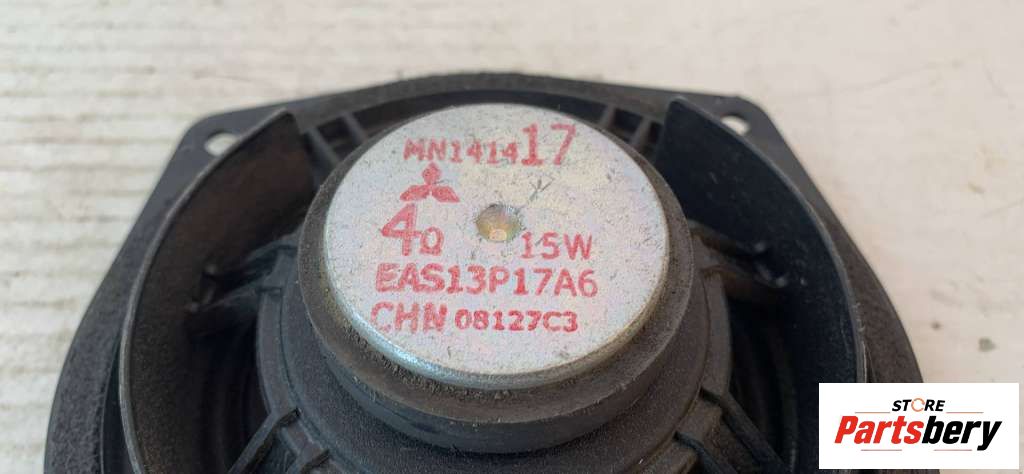 MN141417
4Ω 15W
EAS13P17A6
CHN 08127C3
STORE
Partsbery